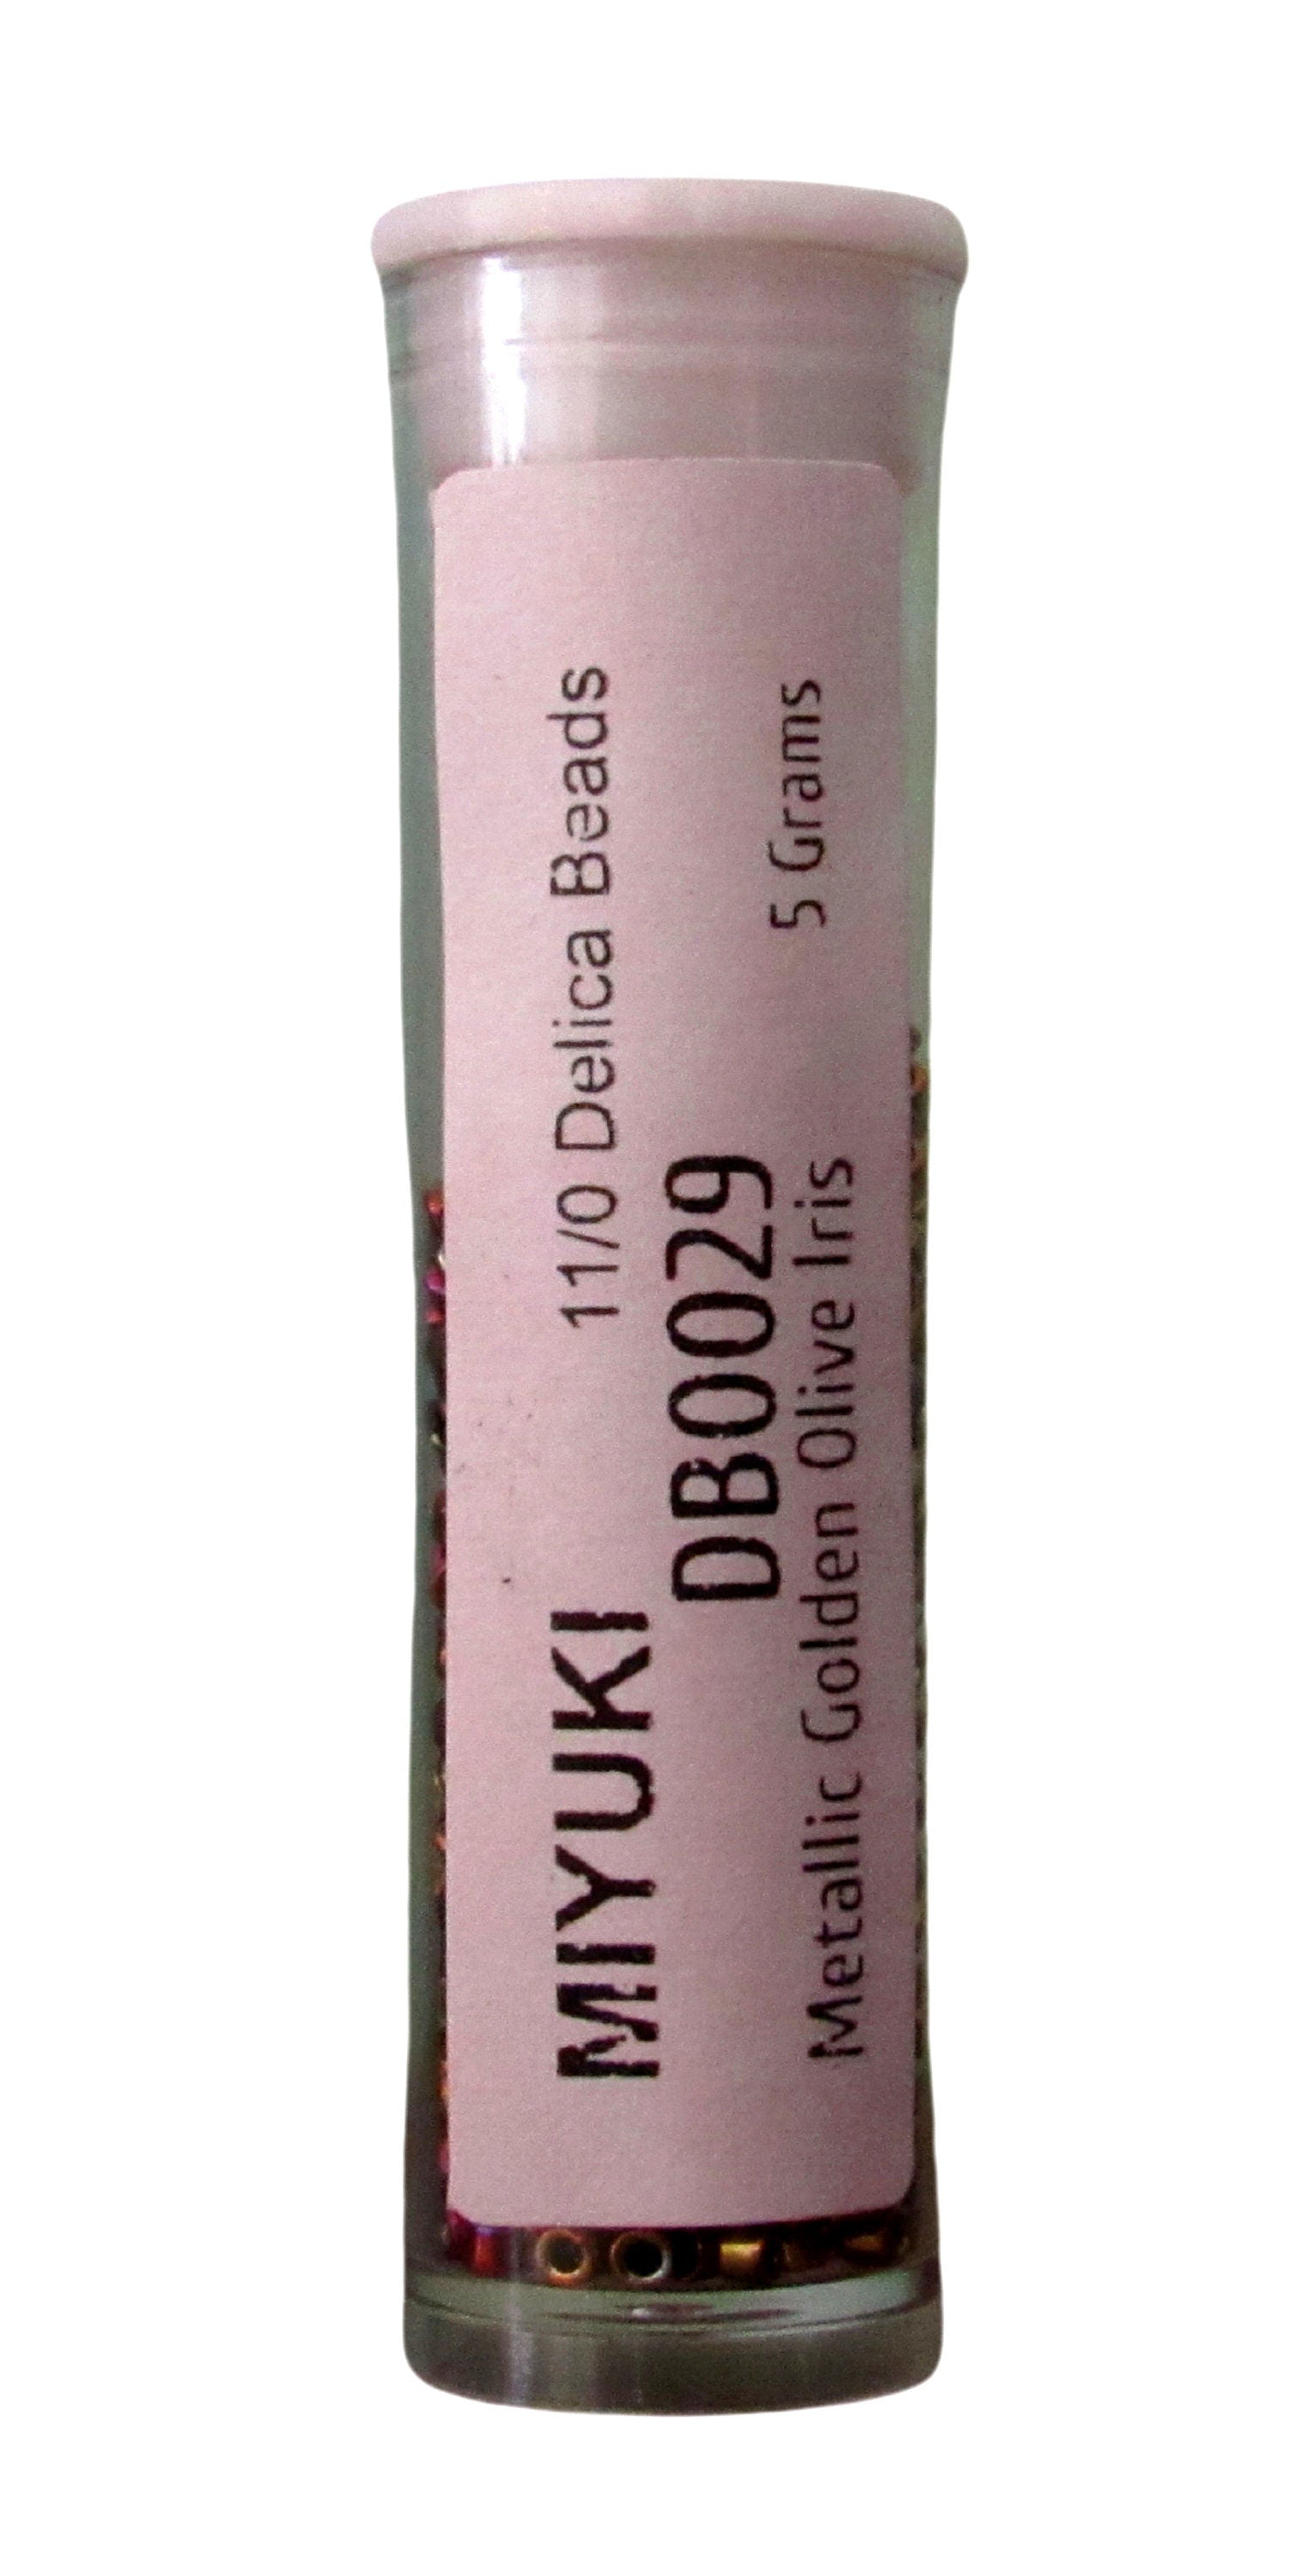 MIYUKI 11/0 Delica Beads
DB0029 5 Grams
Metallic Golden Olive Iris